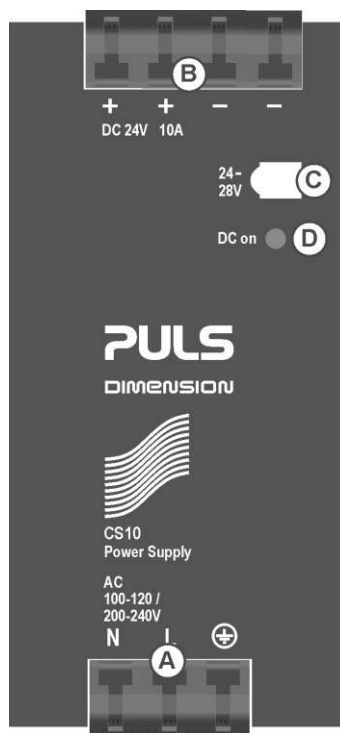 B
+ + – –
DC 24V 10A
24–
28V
C
DC on
D
PULS
DIMENSION
CS10
Power Supply
AC
100-120 /
200-240V
N L
A